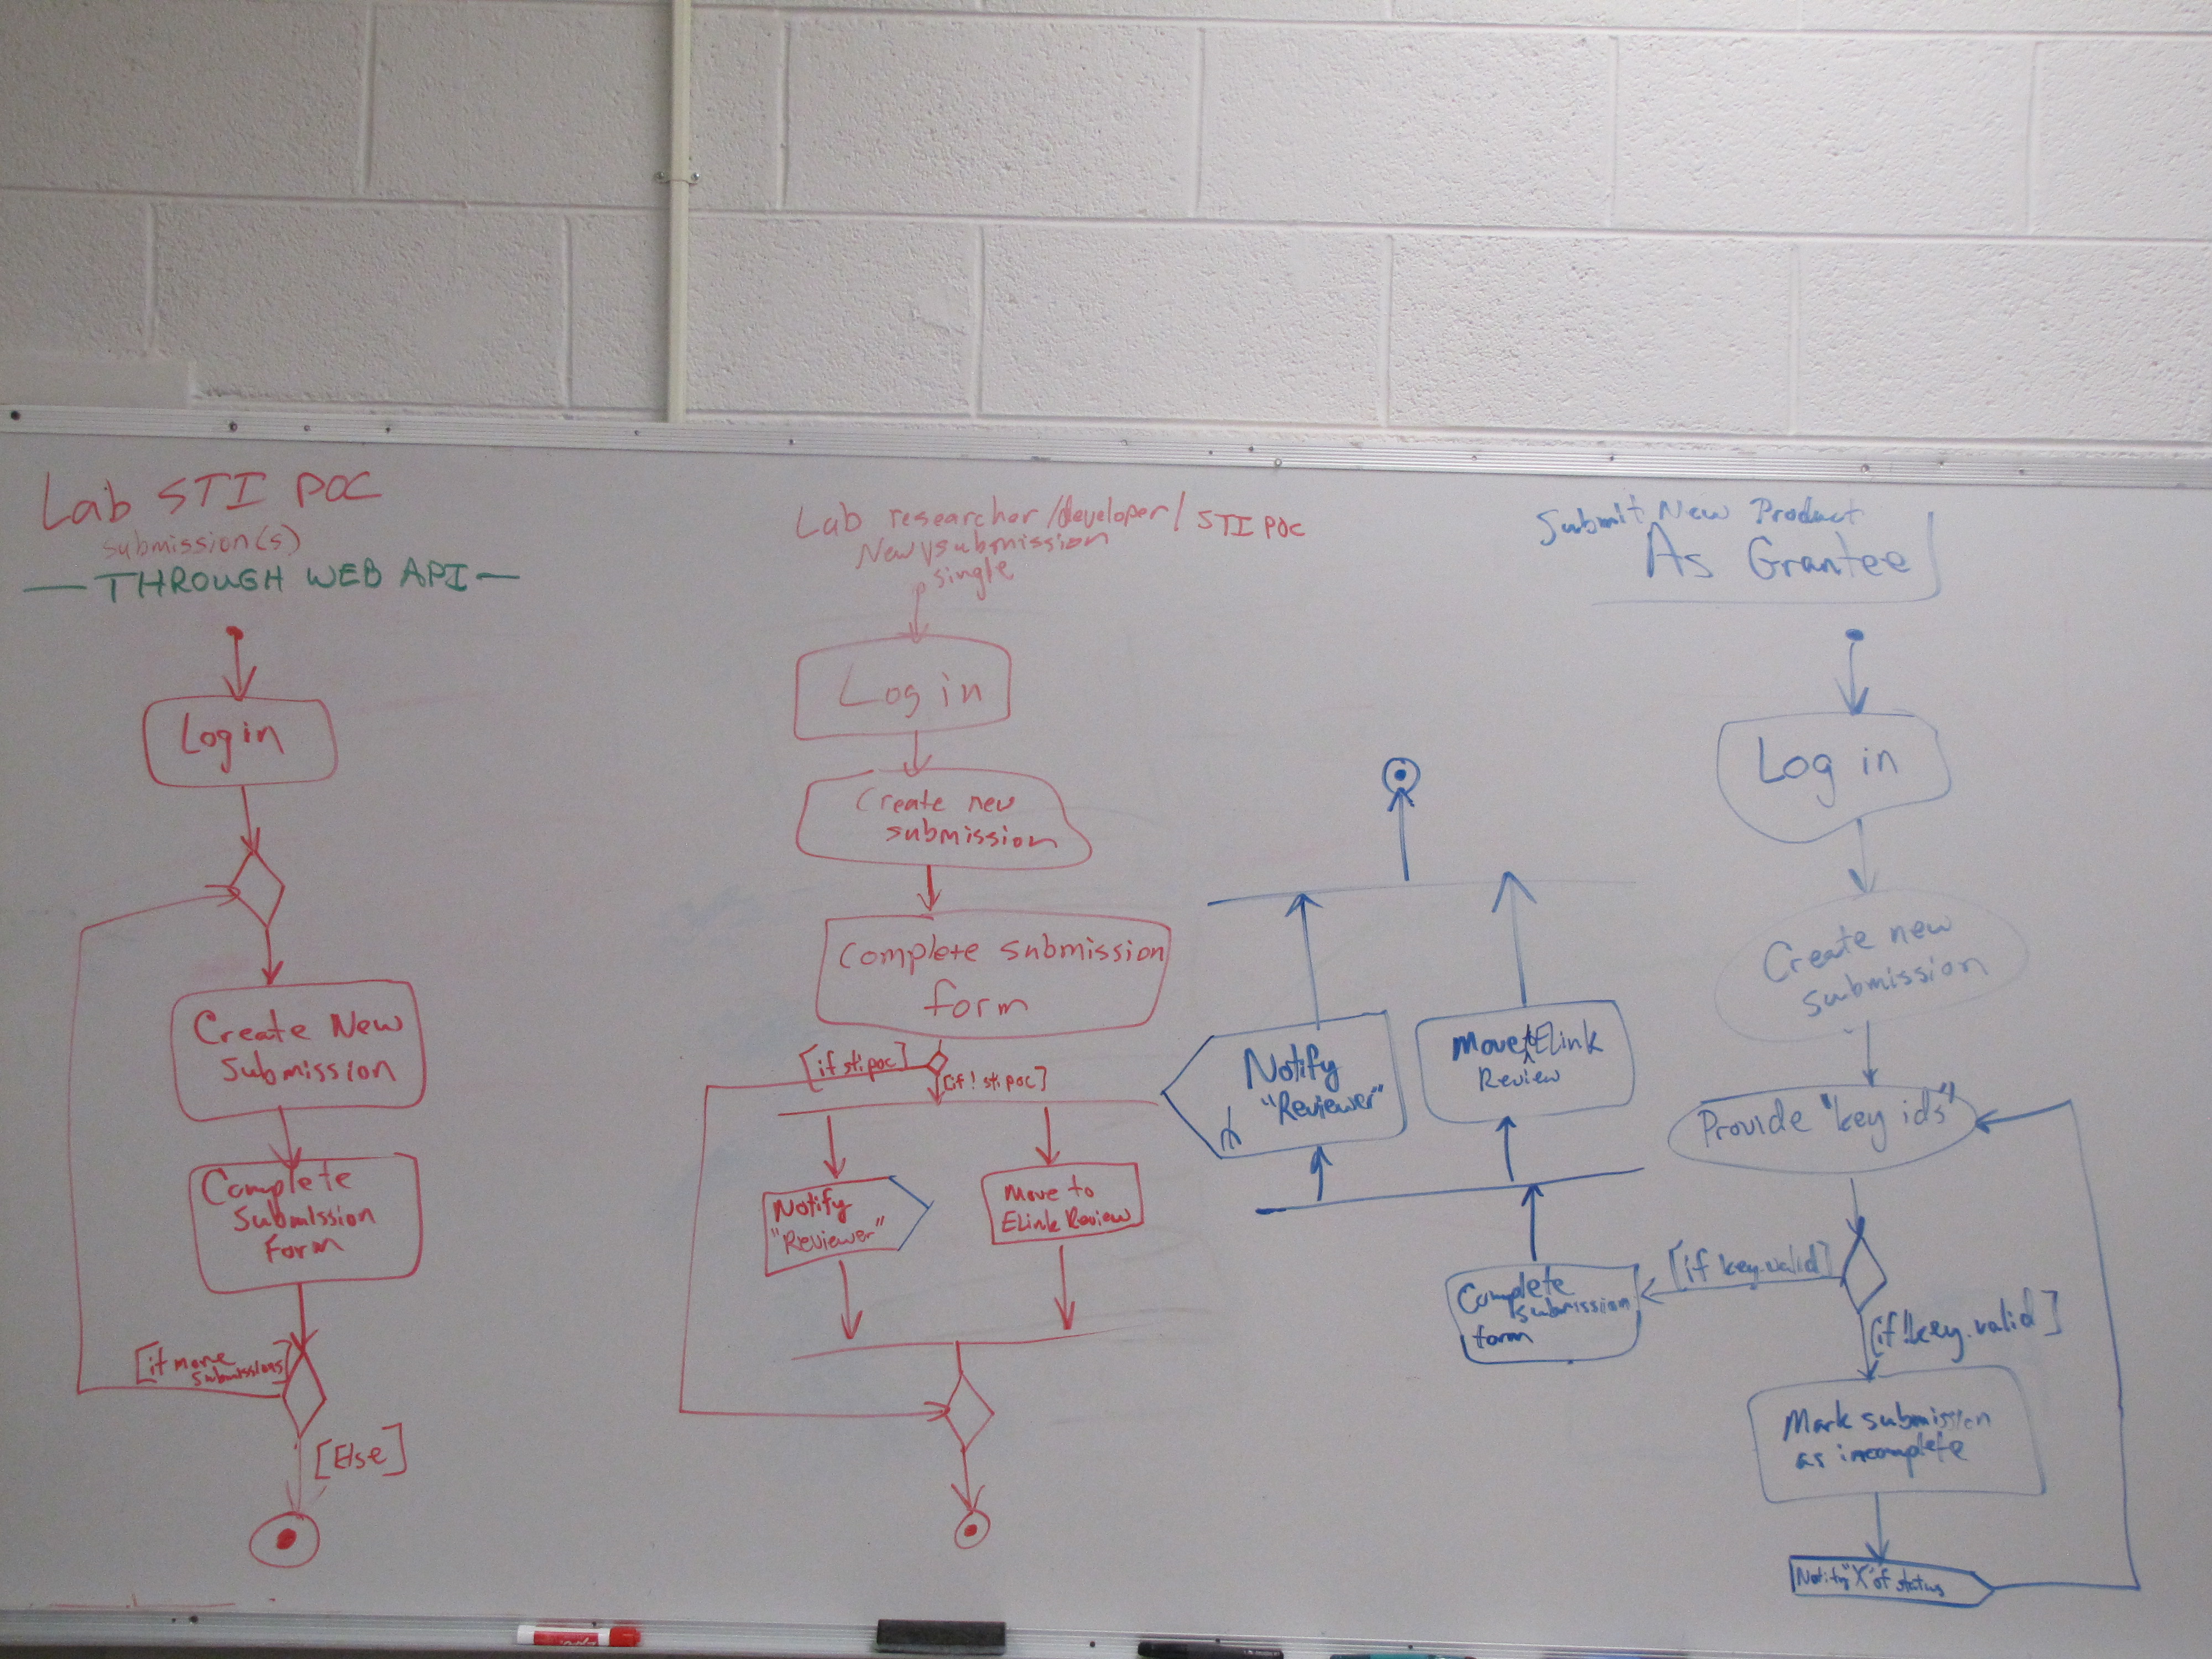 Lab STI POC
submission(s)
— THROUGH WEB API —
Login
Create New
Submission
Complete
Submission
Form
[if more
submissions]
[Else]
Lab researcher/developer/STI POC
New submission
single
Log in
Create new
submission
Complete submission
form
[if sti poc]
[if ! sti poc]
Notify
"Reviewer"
Move to
ELink Review
Submit New Product
As Grantee
Log in
Create new
submission
Provide "key ids"
[if key.valid]
[if !key.valid]
Mark submission
as incomplete
Notify "X" of status
Complete
submission
form
Notify
"Reviewer"
Move to ELink
Review